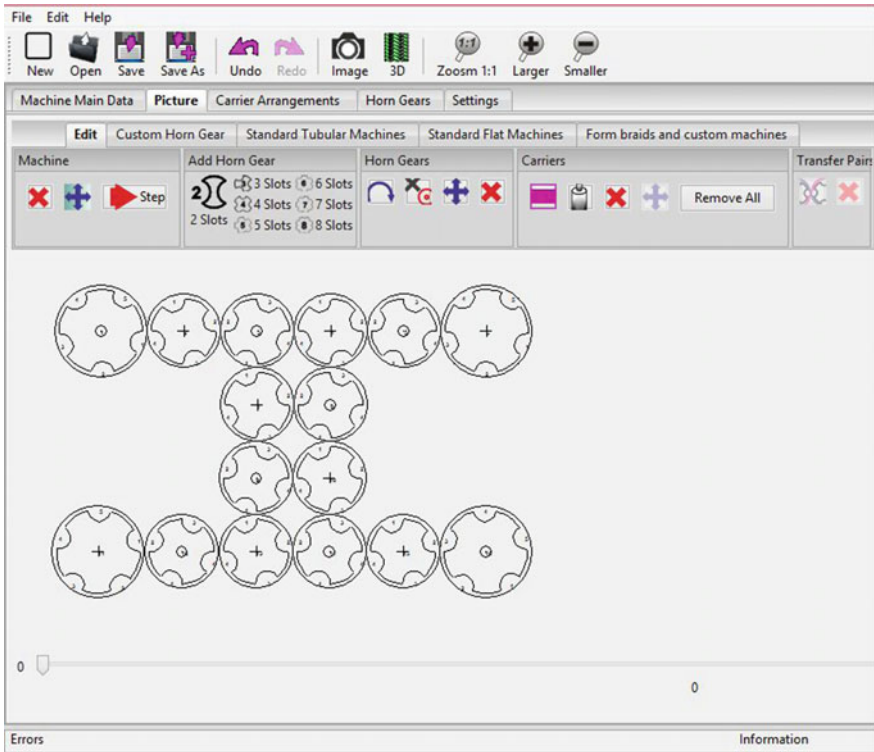 File Edit Help
New Open Save Save As Undo Redo Image 3D Zoosm 1:1 Larger Smaller
Machine Main Data Picture Carrier Arrangements Horn Gears Settings
Edit Custom Horn Gear Standard Tubular Machines Standard Flat Machines Form braids and custom machines
Machine Add Horn Gear Horn Gears Carriers Transfer Pairs
Step 2 2 Slots 3 Slots 6 Slots Remove All
4 Slots 7 Slots
5 Slots 8 Slots
0
0
Errors Information